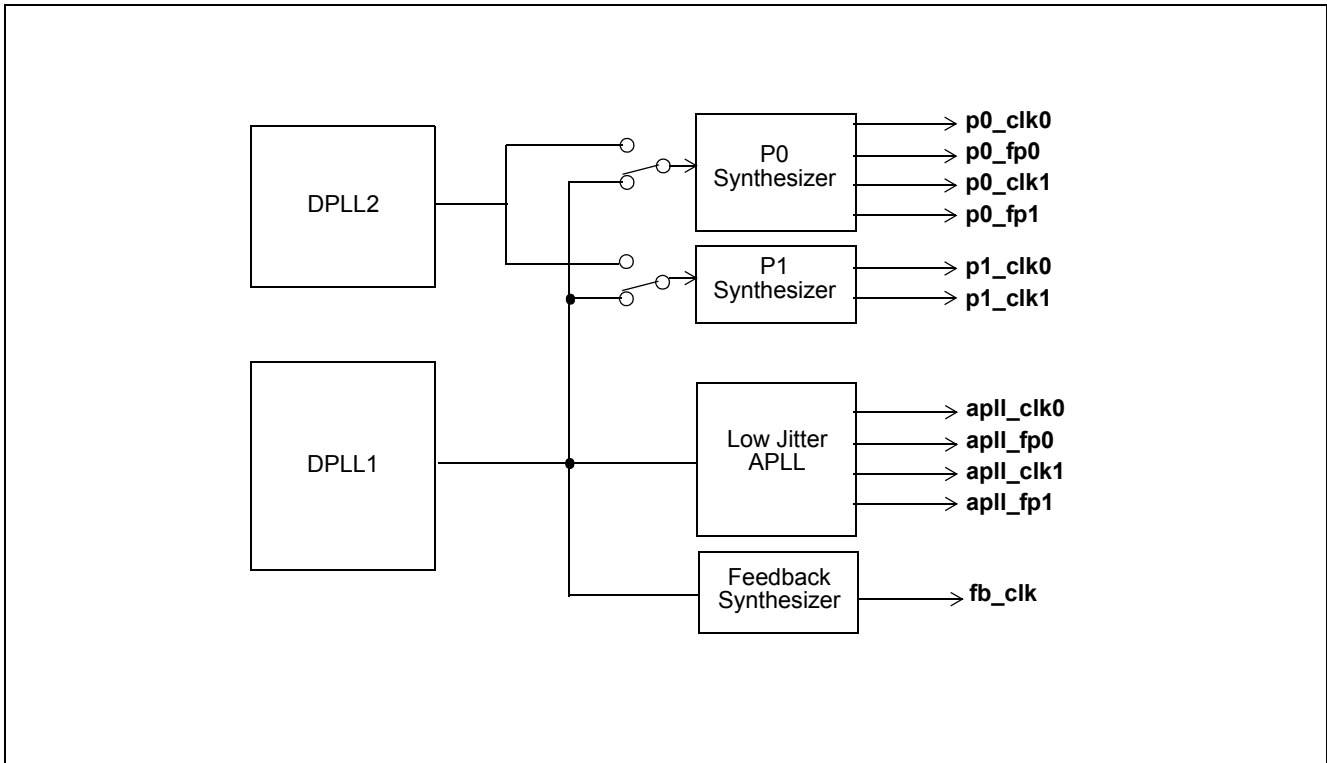 DPLL2
P0
Synthesizer
p0_clk0
p0_fp0
p0_clk1
p0_fp1
P1
Synthesizer
p1_clk0
p1_clk1
DPLL1
Low Jitter
APLL
apll_clk0
apll_fp0
apll_clk1
apll_fp1
Feedback
Synthesizer
fb_clk